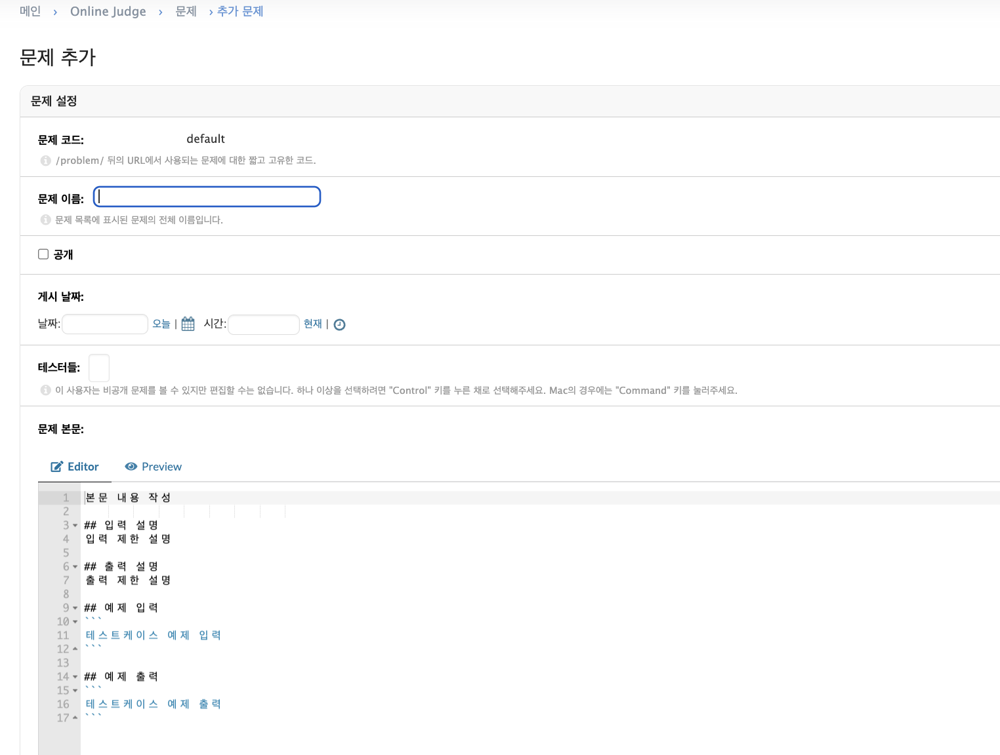 메인 › Online Judge › 문제 › 추가 문제
문제 추가
문제 설정
문제 코드: default
/problem/ 뒤의 URL에서 사용되는 문제에 대한 짧고 고유한 코드.
문제 이름:
문제 목록에 표시된 문제의 전체 이름입니다.
공개
게시 날짜:
날짜: 오늘 | 시간: 현재 |
테스터들:
이 사용자는 비공개 문제를 볼 수 있지만 편집할 수는 없습니다. 하나 이상을 선택하려면 "Control" 키를 누른 채로 선택해주세요. Mac의 경우에는 "Command" 키를 눌러주세요.
문제 본문:
Editor Preview
1 본문 내용 작성
2
3 ## 입력 설명
4 입력 제한 설명
5
6 ## 출력 설명
7 출력 제한 설명
8
9 ## 예제 입력
10 ```
11 테스트케이스 예제 입력
12 ```
13
14 ## 예제 출력
15 ```
16 테스트케이스 예제 출력
17 ```